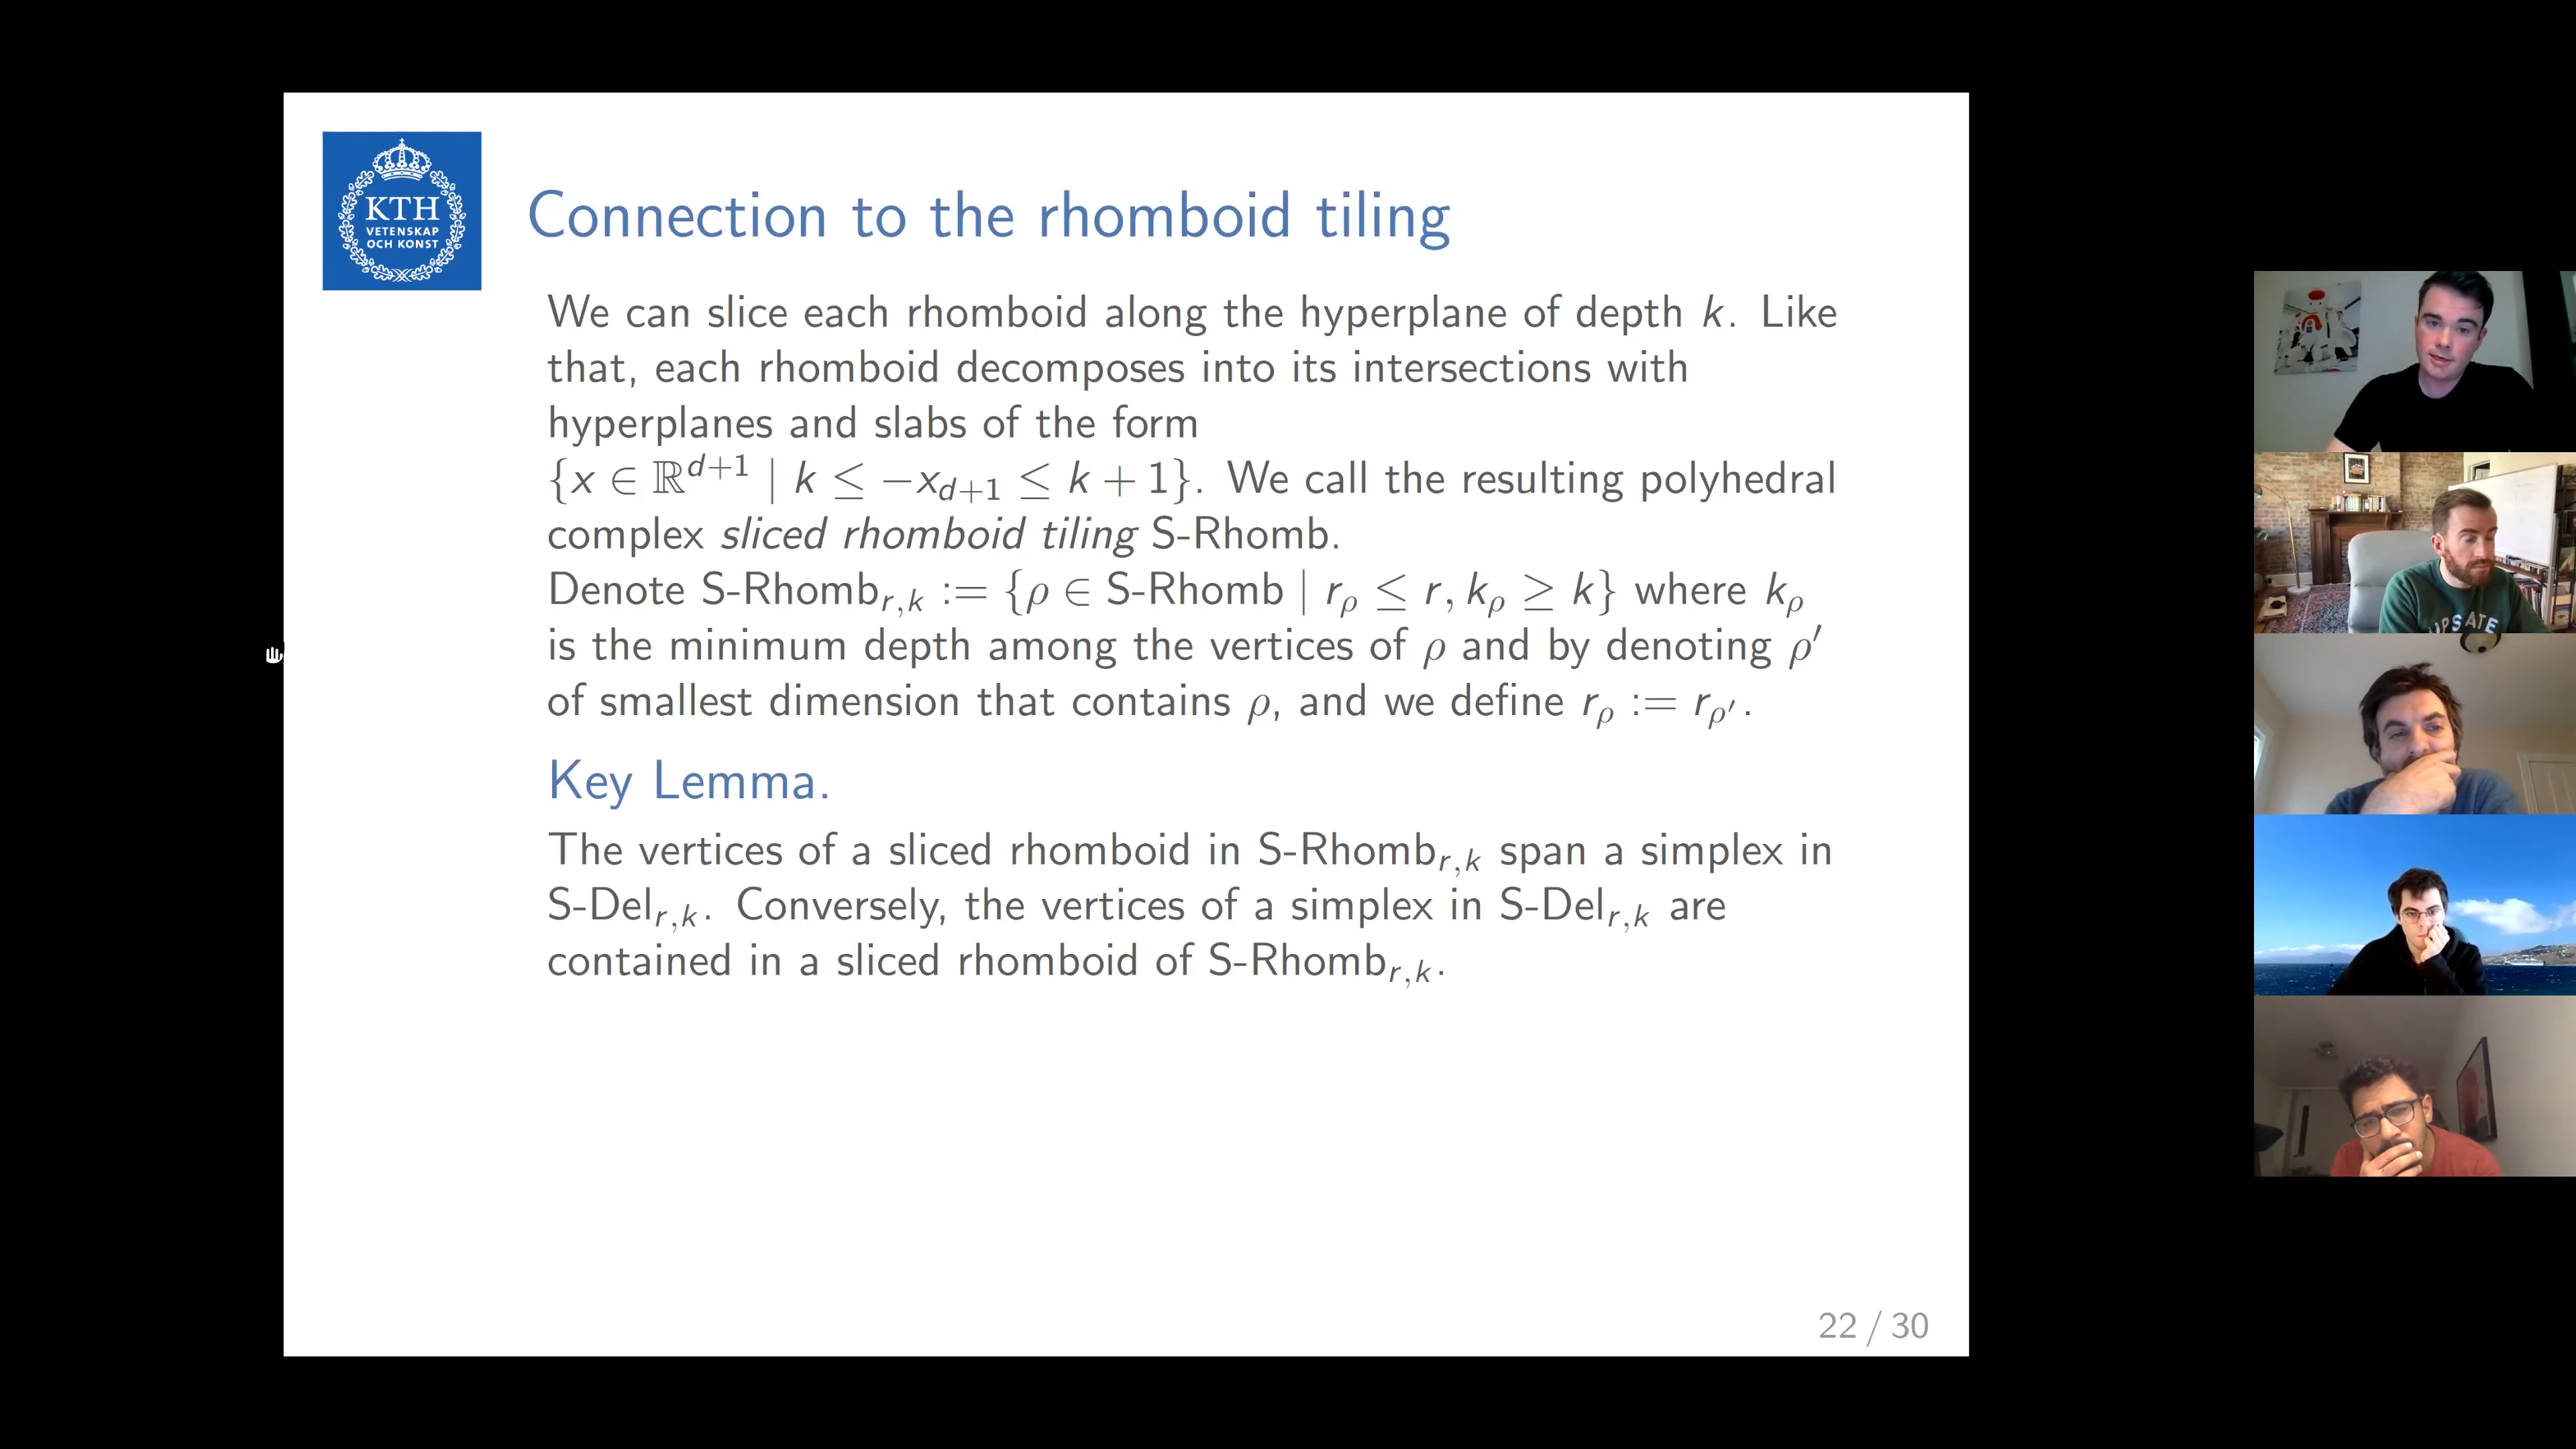 KTH
VETENSKAP
OCH KONST
Connection to the rhomboid tiling
We can slice each rhomboid along the hyperplane of depth k. Like
that, each rhomboid decomposes into its intersections with
hyperplanes and slabs of the form
{x ∈ ℝ^{d+1} | k ≤ −x_{d+1} ≤ k + 1}. We call the resulting polyhedral
complex sliced rhomboid tiling S-Rhomb.
Denote S-Rhomb_{r,k} := {ρ ∈ S-Rhomb | r_ρ ≤ r, k_ρ ≥ k} where k_ρ
is the minimum depth among the vertices of ρ and by denoting ρ′
of smallest dimension that contains ρ, and we define r_ρ := r_{ρ′}.
Key Lemma.
The vertices of a sliced rhomboid in S-Rhomb_{r,k} span a simplex in
S-Del_{r,k}. Conversely, the vertices of a simplex in S-Del_{r,k} are
contained in a sliced rhomboid of S-Rhomb_{r,k}.
22 / 30